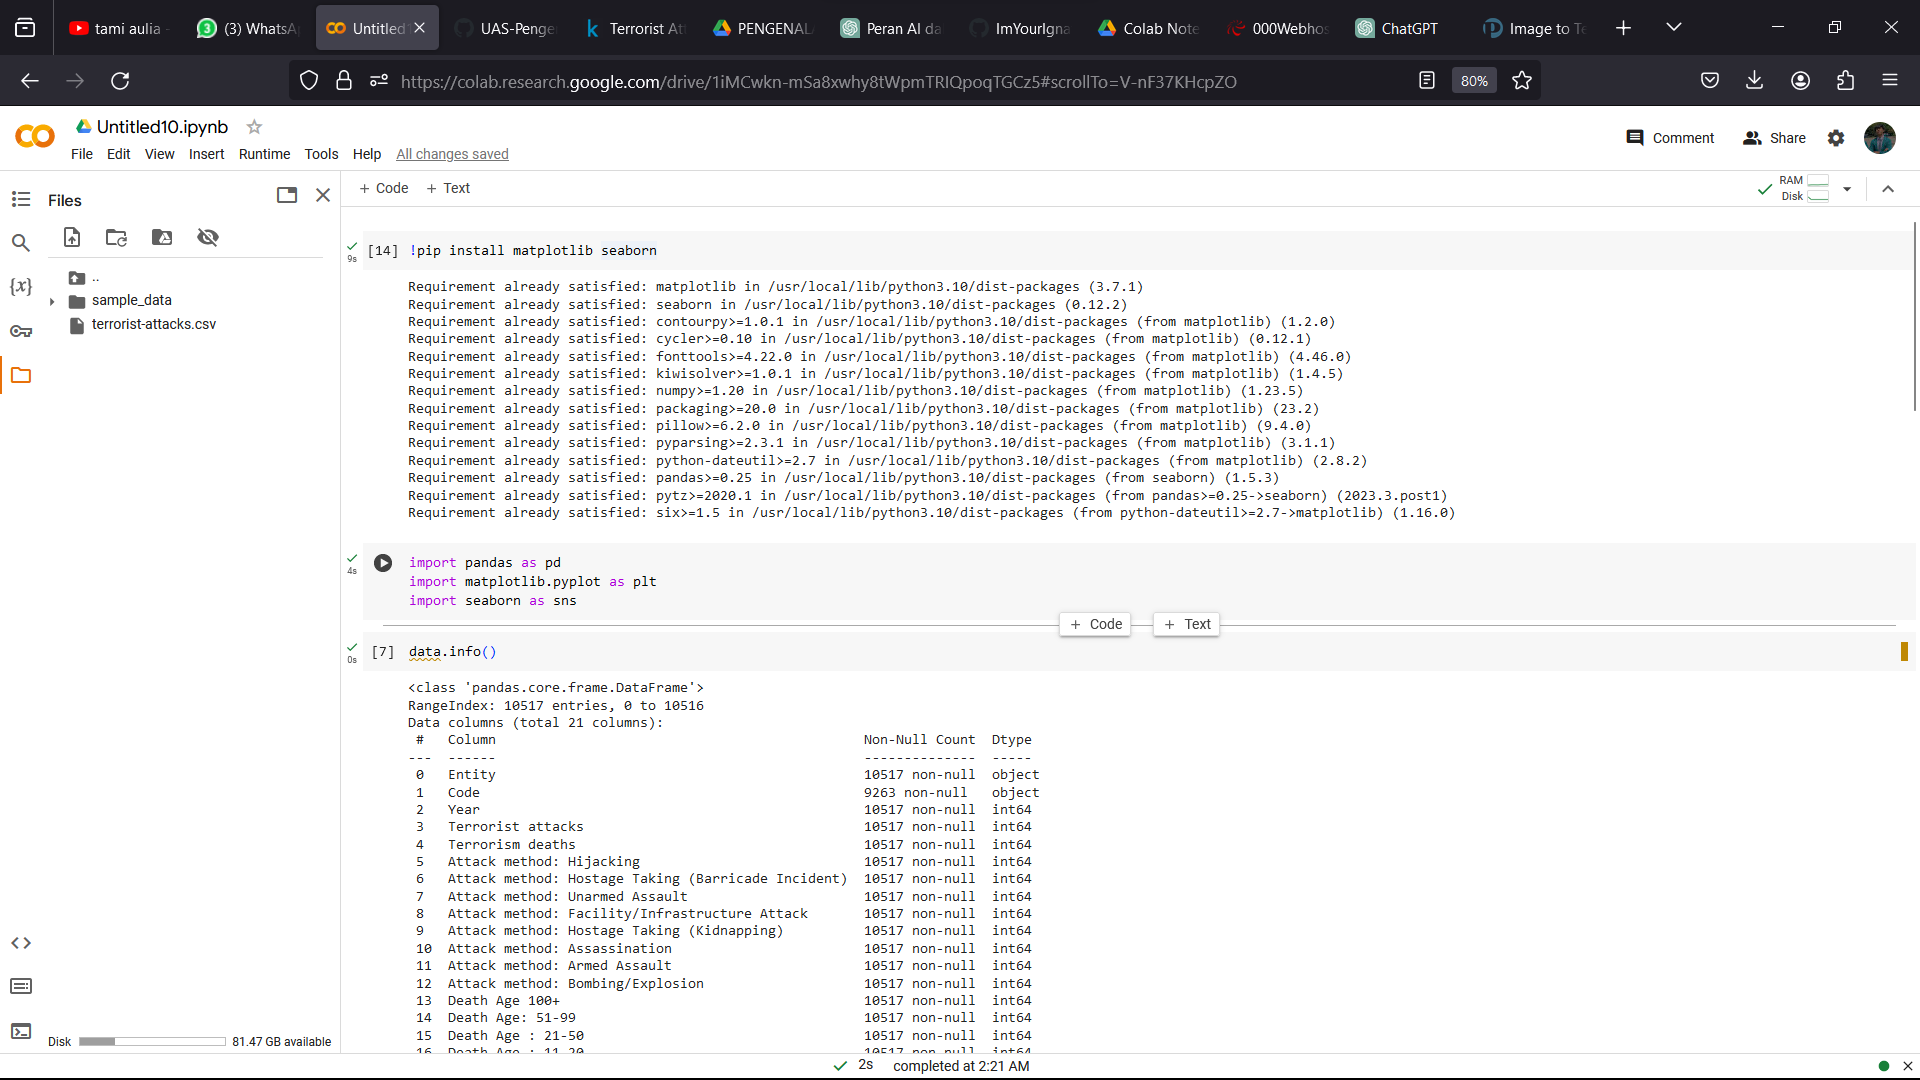 tami aulia
(3) WhatsA
Untitled
UAS-Penge
Terrorist At
PENGENAL
Peran AI da
ImYourIgna
Colab Note
000Webhos
ChatGPT
Image to Te
https://colab.research.google.com/drive/1iMCwkn-mSa8xwhy8tWpmTRIQpoqTGCz5#scrollTo=V-nF37KHcpZO
80%
Untitled10.ipynb
Comment
Share
File Edit View Insert Runtime Tools Help All changes saved
Files
+ Code + Text
RAM
Disk
..
sample_data
terrorist-attacks.csv
{x}
9s
[14] !pip install matplotlib seaborn
Requirement already satisfied: matplotlib in /usr/local/lib/python3.10/dist-packages (3.7.1)
Requirement already satisfied: seaborn in /usr/local/lib/python3.10/dist-packages (0.12.2)
Requirement already satisfied: contourpy>=1.0.1 in /usr/local/lib/python3.10/dist-packages (from matplotlib) (1.2.0)
Requirement already satisfied: cycler>=0.10 in /usr/local/lib/python3.10/dist-packages (from matplotlib) (0.12.1)
Requirement already satisfied: fonttools>=4.22.0 in /usr/local/lib/python3.10/dist-packages (from matplotlib) (4.46.0)
Requirement already satisfied: kiwisolver>=1.0.1 in /usr/local/lib/python3.10/dist-packages (from matplotlib) (1.4.5)
Requirement already satisfied: numpy>=1.20 in /usr/local/lib/python3.10/dist-packages (from matplotlib) (1.23.5)
Requirement already satisfied: packaging>=20.0 in /usr/local/lib/python3.10/dist-packages (from matplotlib) (23.2)
Requirement already satisfied: pillow>=6.2.0 in /usr/local/lib/python3.10/dist-packages (from matplotlib) (9.4.0)
Requirement already satisfied: pyparsing>=2.3.1 in /usr/local/lib/python3.10/dist-packages (from matplotlib) (3.1.1)
Requirement already satisfied: python-dateutil>=2.7 in /usr/local/lib/python3.10/dist-packages (from matplotlib) (2.8.2)
Requirement already satisfied: pandas>=0.25 in /usr/local/lib/python3.10/dist-packages (from seaborn) (1.5.3)
Requirement already satisfied: pytz>=2020.1 in /usr/local/lib/python3.10/dist-packages (from pandas>=0.25->seaborn) (2023.3.post1)
Requirement already satisfied: six>=1.5 in /usr/local/lib/python3.10/dist-packages (from python-dateutil>=2.7->matplotlib) (1.16.0)
4s
import pandas as pd
import matplotlib.pyplot as plt
import seaborn as sns
+ Code + Text
0s
[7] data.info()
<class 'pandas.core.frame.DataFrame'>
RangeIndex: 10517 entries, 0 to 10516
Data columns (total 21 columns):
# Column Non-Null Count Dtype
--- ------ -------------- -----
0 Entity 10517 non-null object
1 Code 9263 non-null object
2 Year 10517 non-null int64
3 Terrorist attacks 10517 non-null int64
4 Terrorism deaths 10517 non-null int64
5 Attack method: Hijacking 10517 non-null int64
6 Attack method: Hostage Taking (Barricade Incident) 10517 non-null int64
7 Attack method: Unarmed Assault 10517 non-null int64
8 Attack method: Facility/Infrastructure Attack 10517 non-null int64
9 Attack method: Hostage Taking (Kidnapping) 10517 non-null int64
10 Attack method: Assassination 10517 non-null int64
11 Attack method: Armed Assault 10517 non-null int64
12 Attack method: Bombing/Explosion 10517 non-null int64
13 Death Age 100+ 10517 non-null int64
14 Death Age: 51-99 10517 non-null int64
15 Death Age : 21-50 10517 non-null int64
16 Death Age : 11-20 10517 non-null int64
Disk 81.47 GB available
2s completed at 2:21 AM